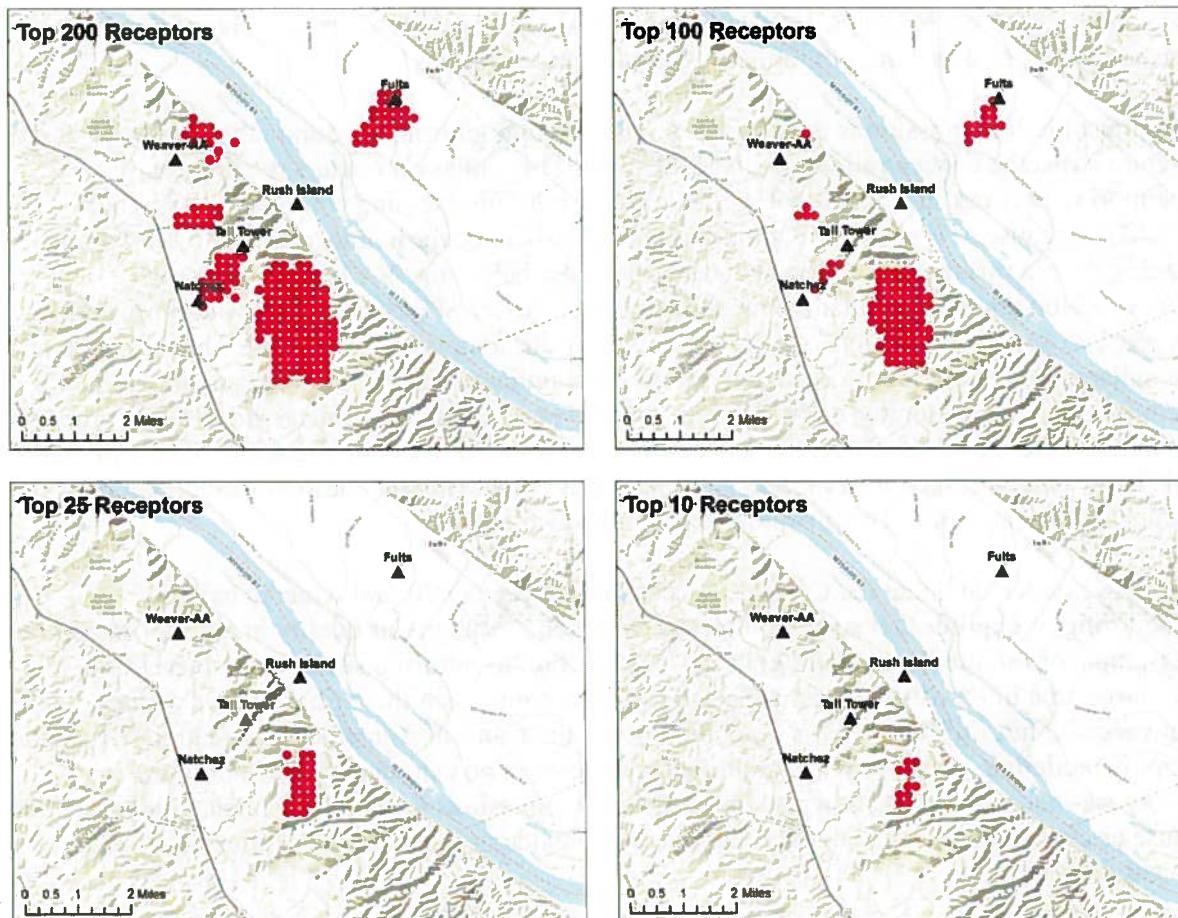 Top 200 Receptors
Fults
Weaver-AA
Rush Island
Tall Tower
Natchez
0 0.5 1 2 Miles
Top 100 Receptors
Fults
Weaver-AA
Rush Island
Tall Tower
Natchez
0 0.5 1 2 Miles
Top 25 Receptors
Fults
Weaver-AA
Rush Island
Tall Tower
Natchez
0 0.5 1 2 Miles
Top 10 Receptors
Fults
Weaver-AA
Rush Island
Tall Tower
Natchez
0 0.5 1 2 Miles